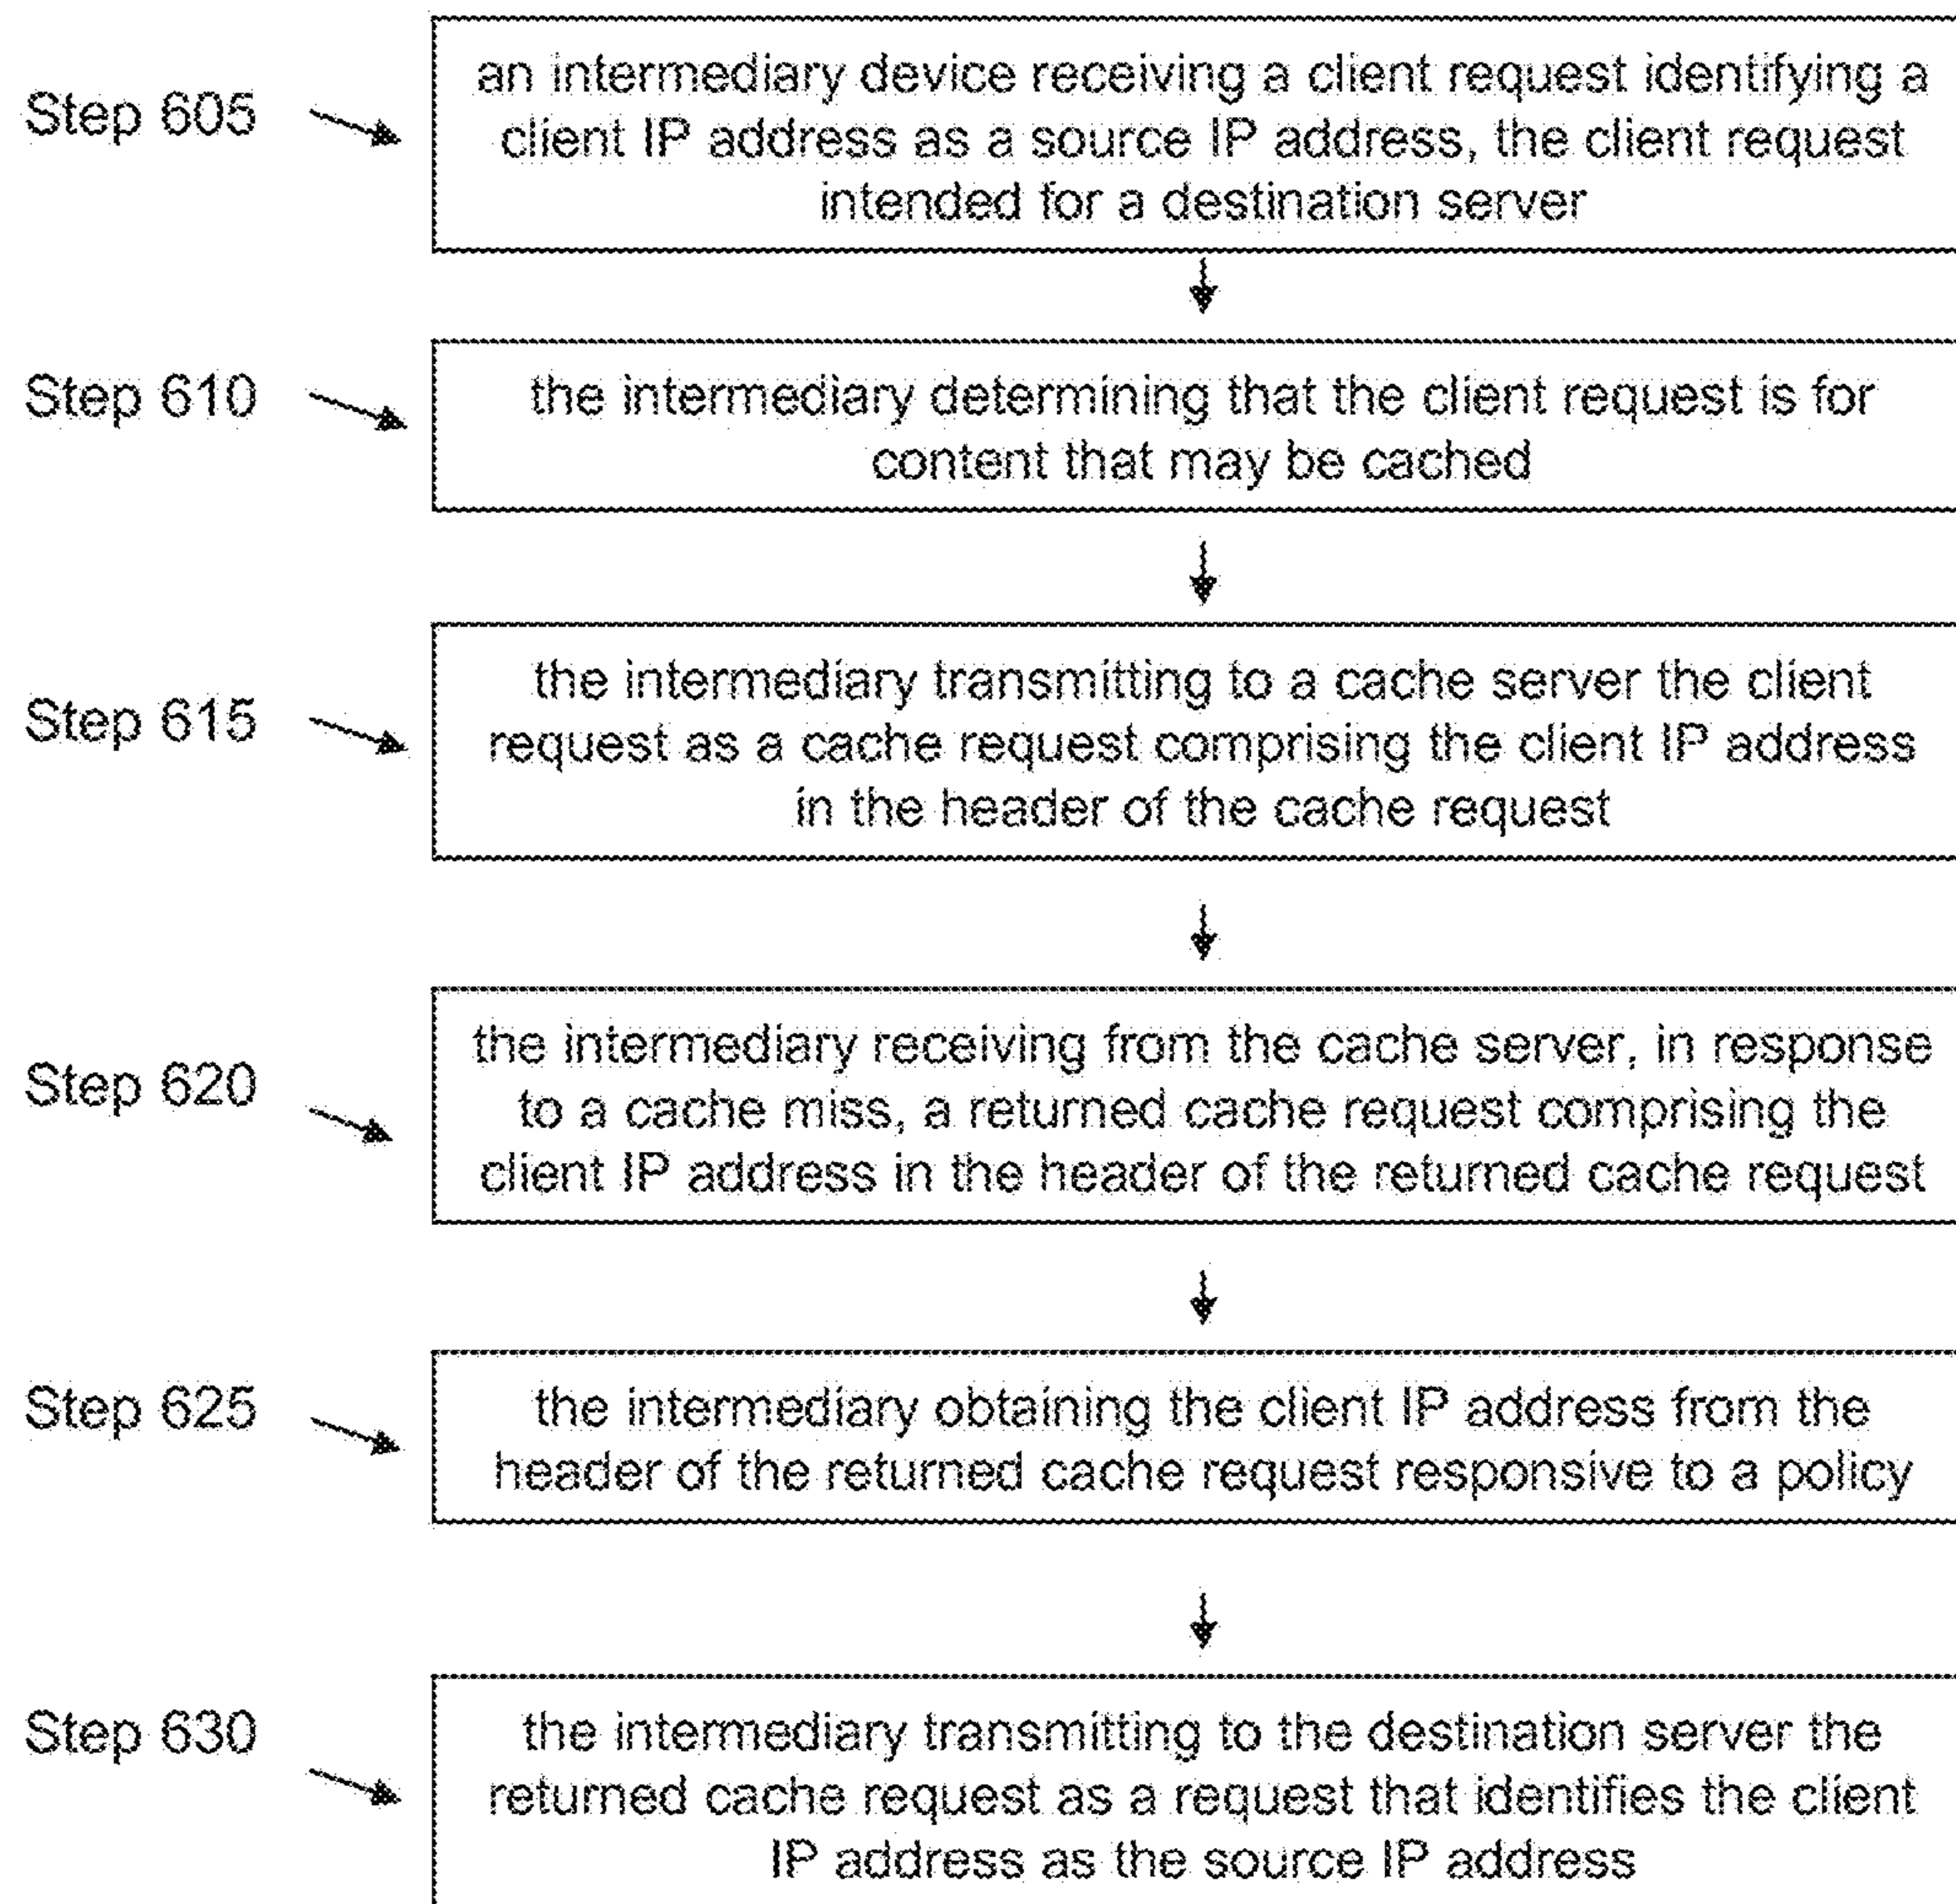 Step 605
an intermediary device receiving a client request identifying a
client IP address as a source IP address, the client request
intended for a destination server
Step 610
the intermediary determining that the client request is for
content that may be cached
Step 615
the intermediary transmitting to a cache server the client
request as a cache request comprising the client IP address
in the header of the cache request
Step 620
the intermediary receiving from the cache server, in response
to a cache miss, a returned cache request comprising the
client IP address in the header of the returned cache request
Step 625
the intermediary obtaining the client IP address from the
header of the returned cache request responsive to a policy
Step 630
the intermediary transmitting to the destination server the
returned cache request as a request that identifies the client
IP address as the source IP address